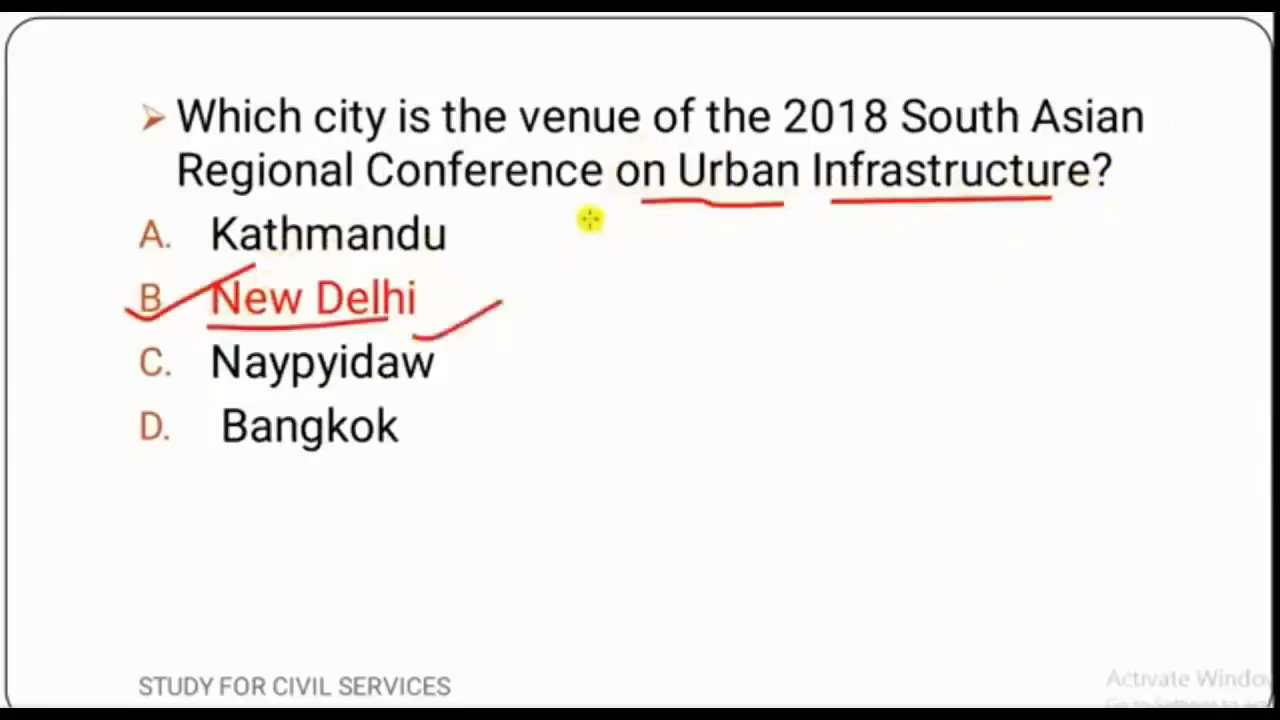 Which city is the venue of the 2018 South Asian
Regional Conference on Urban Infrastructure?
A. Kathmandu
B. New Delhi
C. Naypyidaw
D. Bangkok
STUDY FOR CIVIL SERVICES
Activate Window